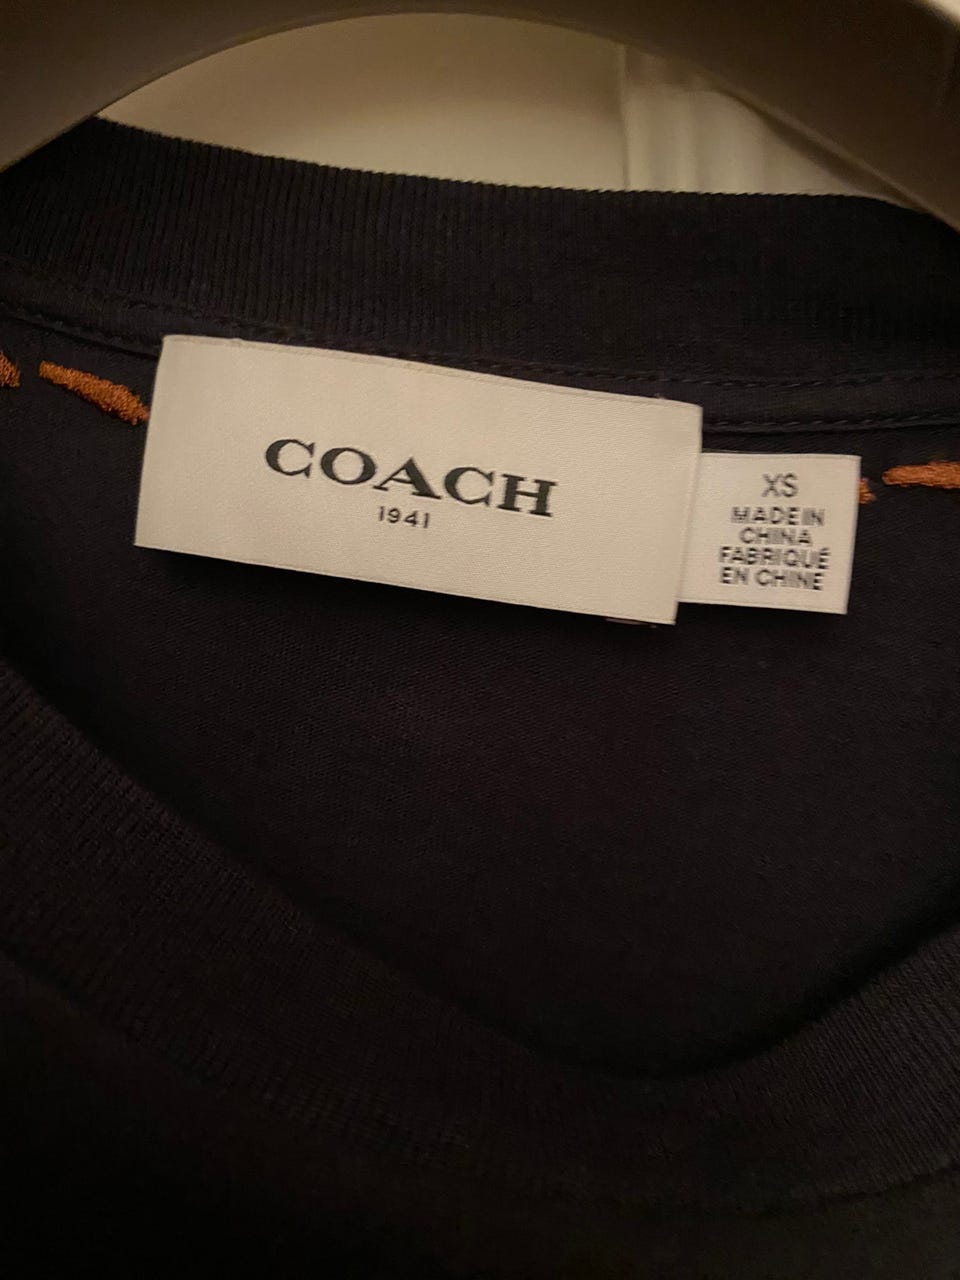 COACH
1941
XS
MADE IN
CHINA
FABRIQUÉ
EN CHINE